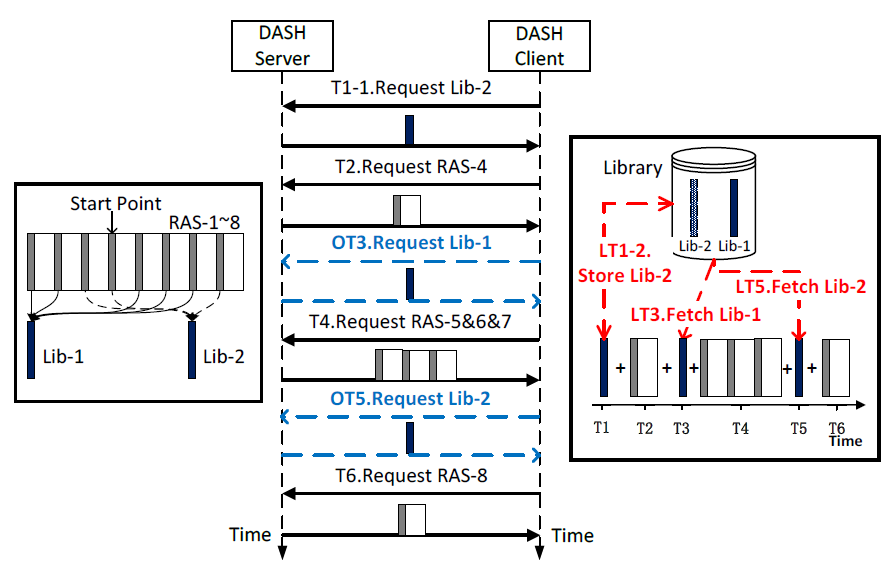 DASH
Server
DASH
Client
T1-1.Request Lib-2
T2.Request RAS-4
OT3.Request Lib-1
T4.Request RAS-5&6&7
OT5.Request Lib-2
T6.Request RAS-8
Time
Time
Start Point
RAS-1~8
Lib-1
Lib-2
Library
Lib-2
Lib-1
LT1-2.
Store Lib-2
LT3.Fetch Lib-1
LT5.Fetch Lib-2
+ + + + +
T1 T2 T3 T4 T5 T6
Time